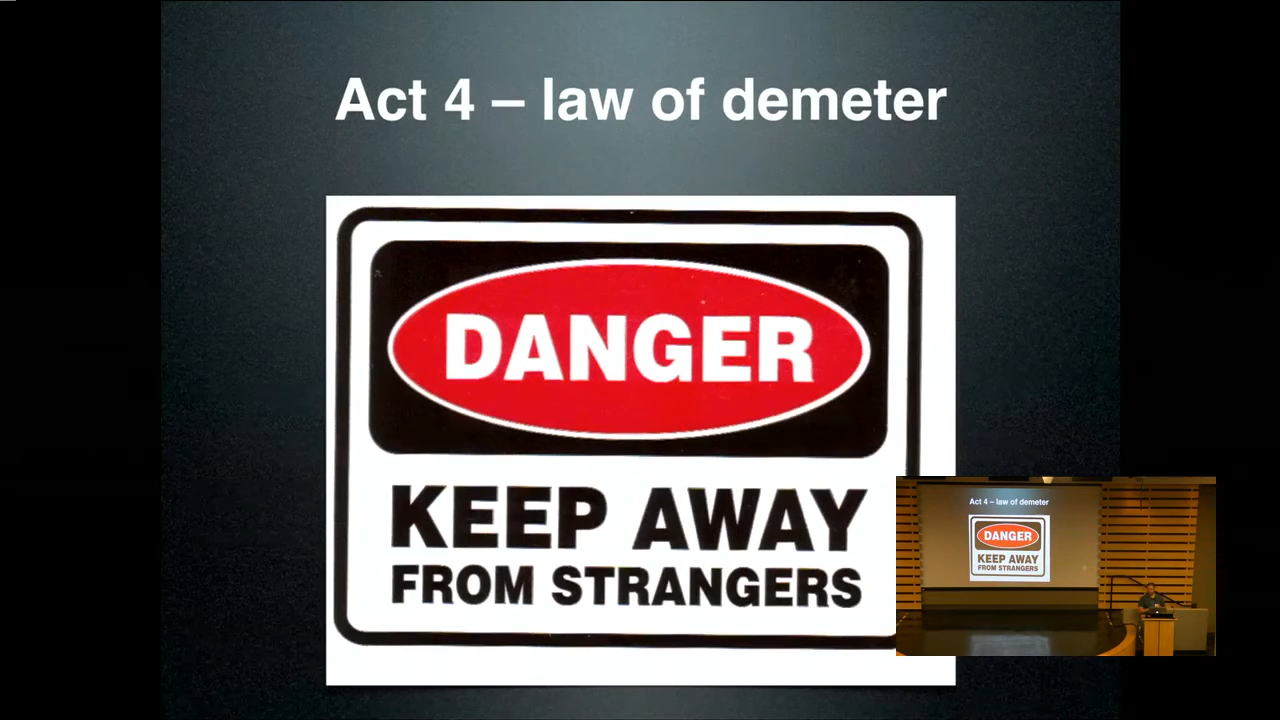 Act 4 – law of demeter
DANGER
KEEP AWAY
FROM STRANGERS
Act 4 – law of demeter
DANGER
KEEP AWAY
FROM STRANGERS